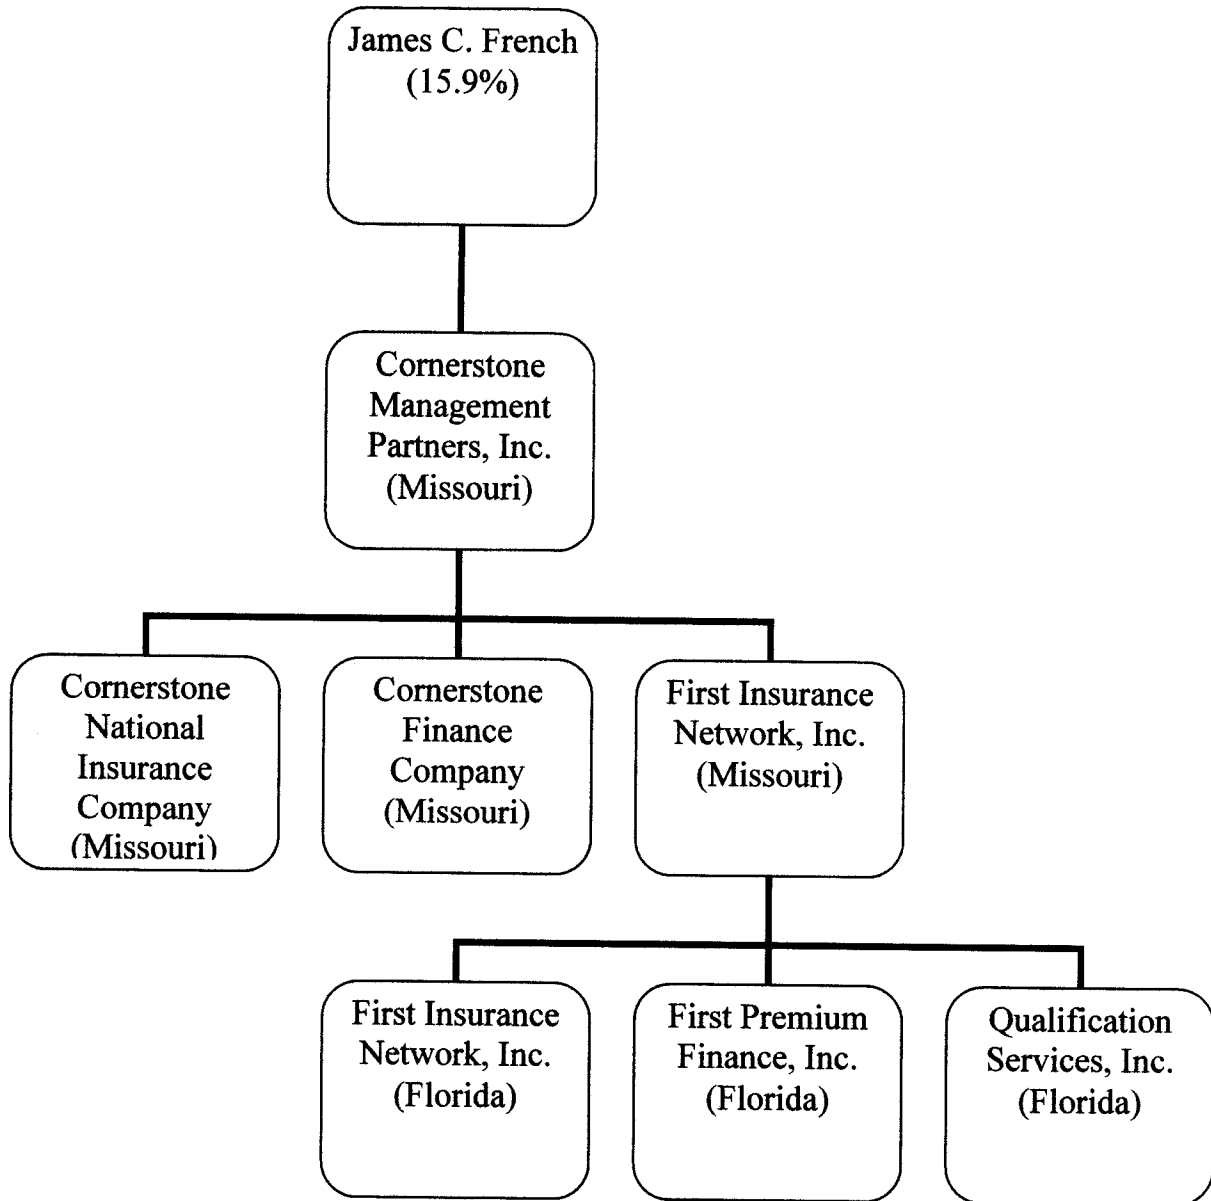 James C. French
(15.9%)
Cornerstone
Management
Partners, Inc.
(Missouri)
Cornerstone
National
Insurance
Company
(Missouri)
Cornerstone
Finance
Company
(Missouri)
First Insurance
Network, Inc.
(Missouri)
First Insurance
Network, Inc.
(Florida)
First Premium
Finance, Inc.
(Florida)
Qualification
Services, Inc.
(Florida)